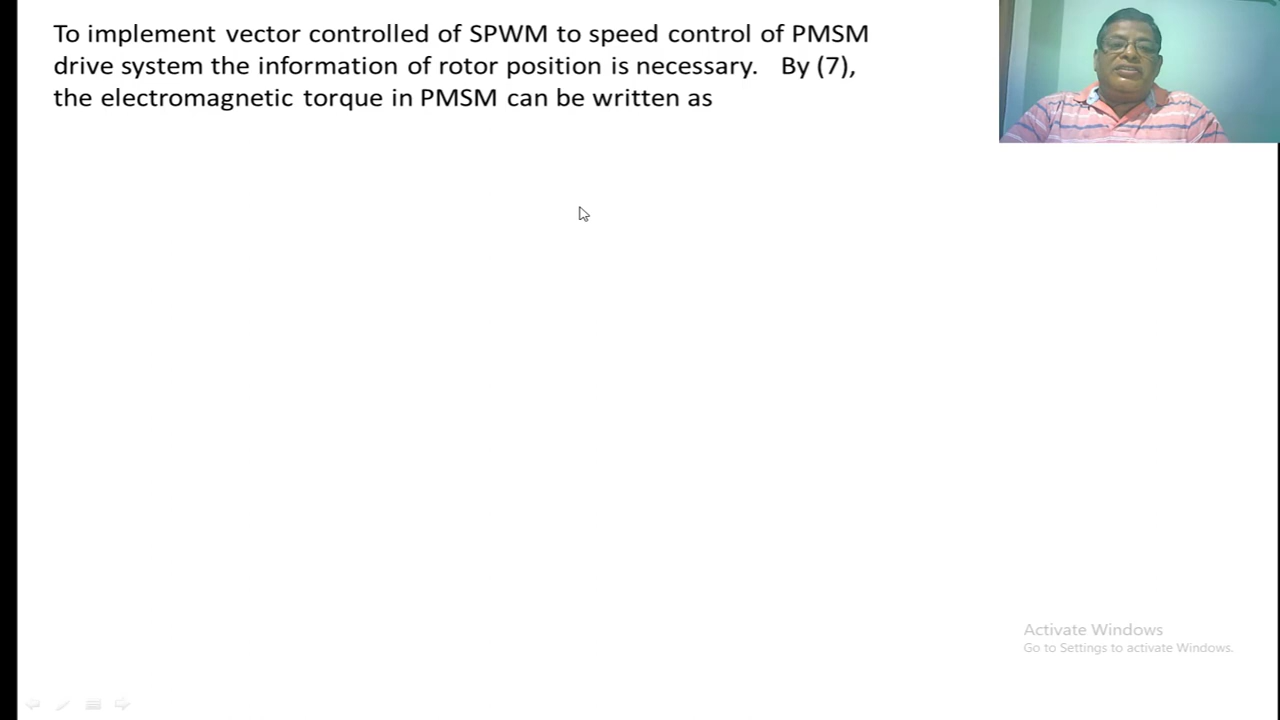 To implement vector controlled of SPWM to speed control of PMSM
drive system the information of rotor position is necessary. By (7),
the electromagnetic torque in PMSM can be written as
Activate Windows
Go to Settings to activate Windows.